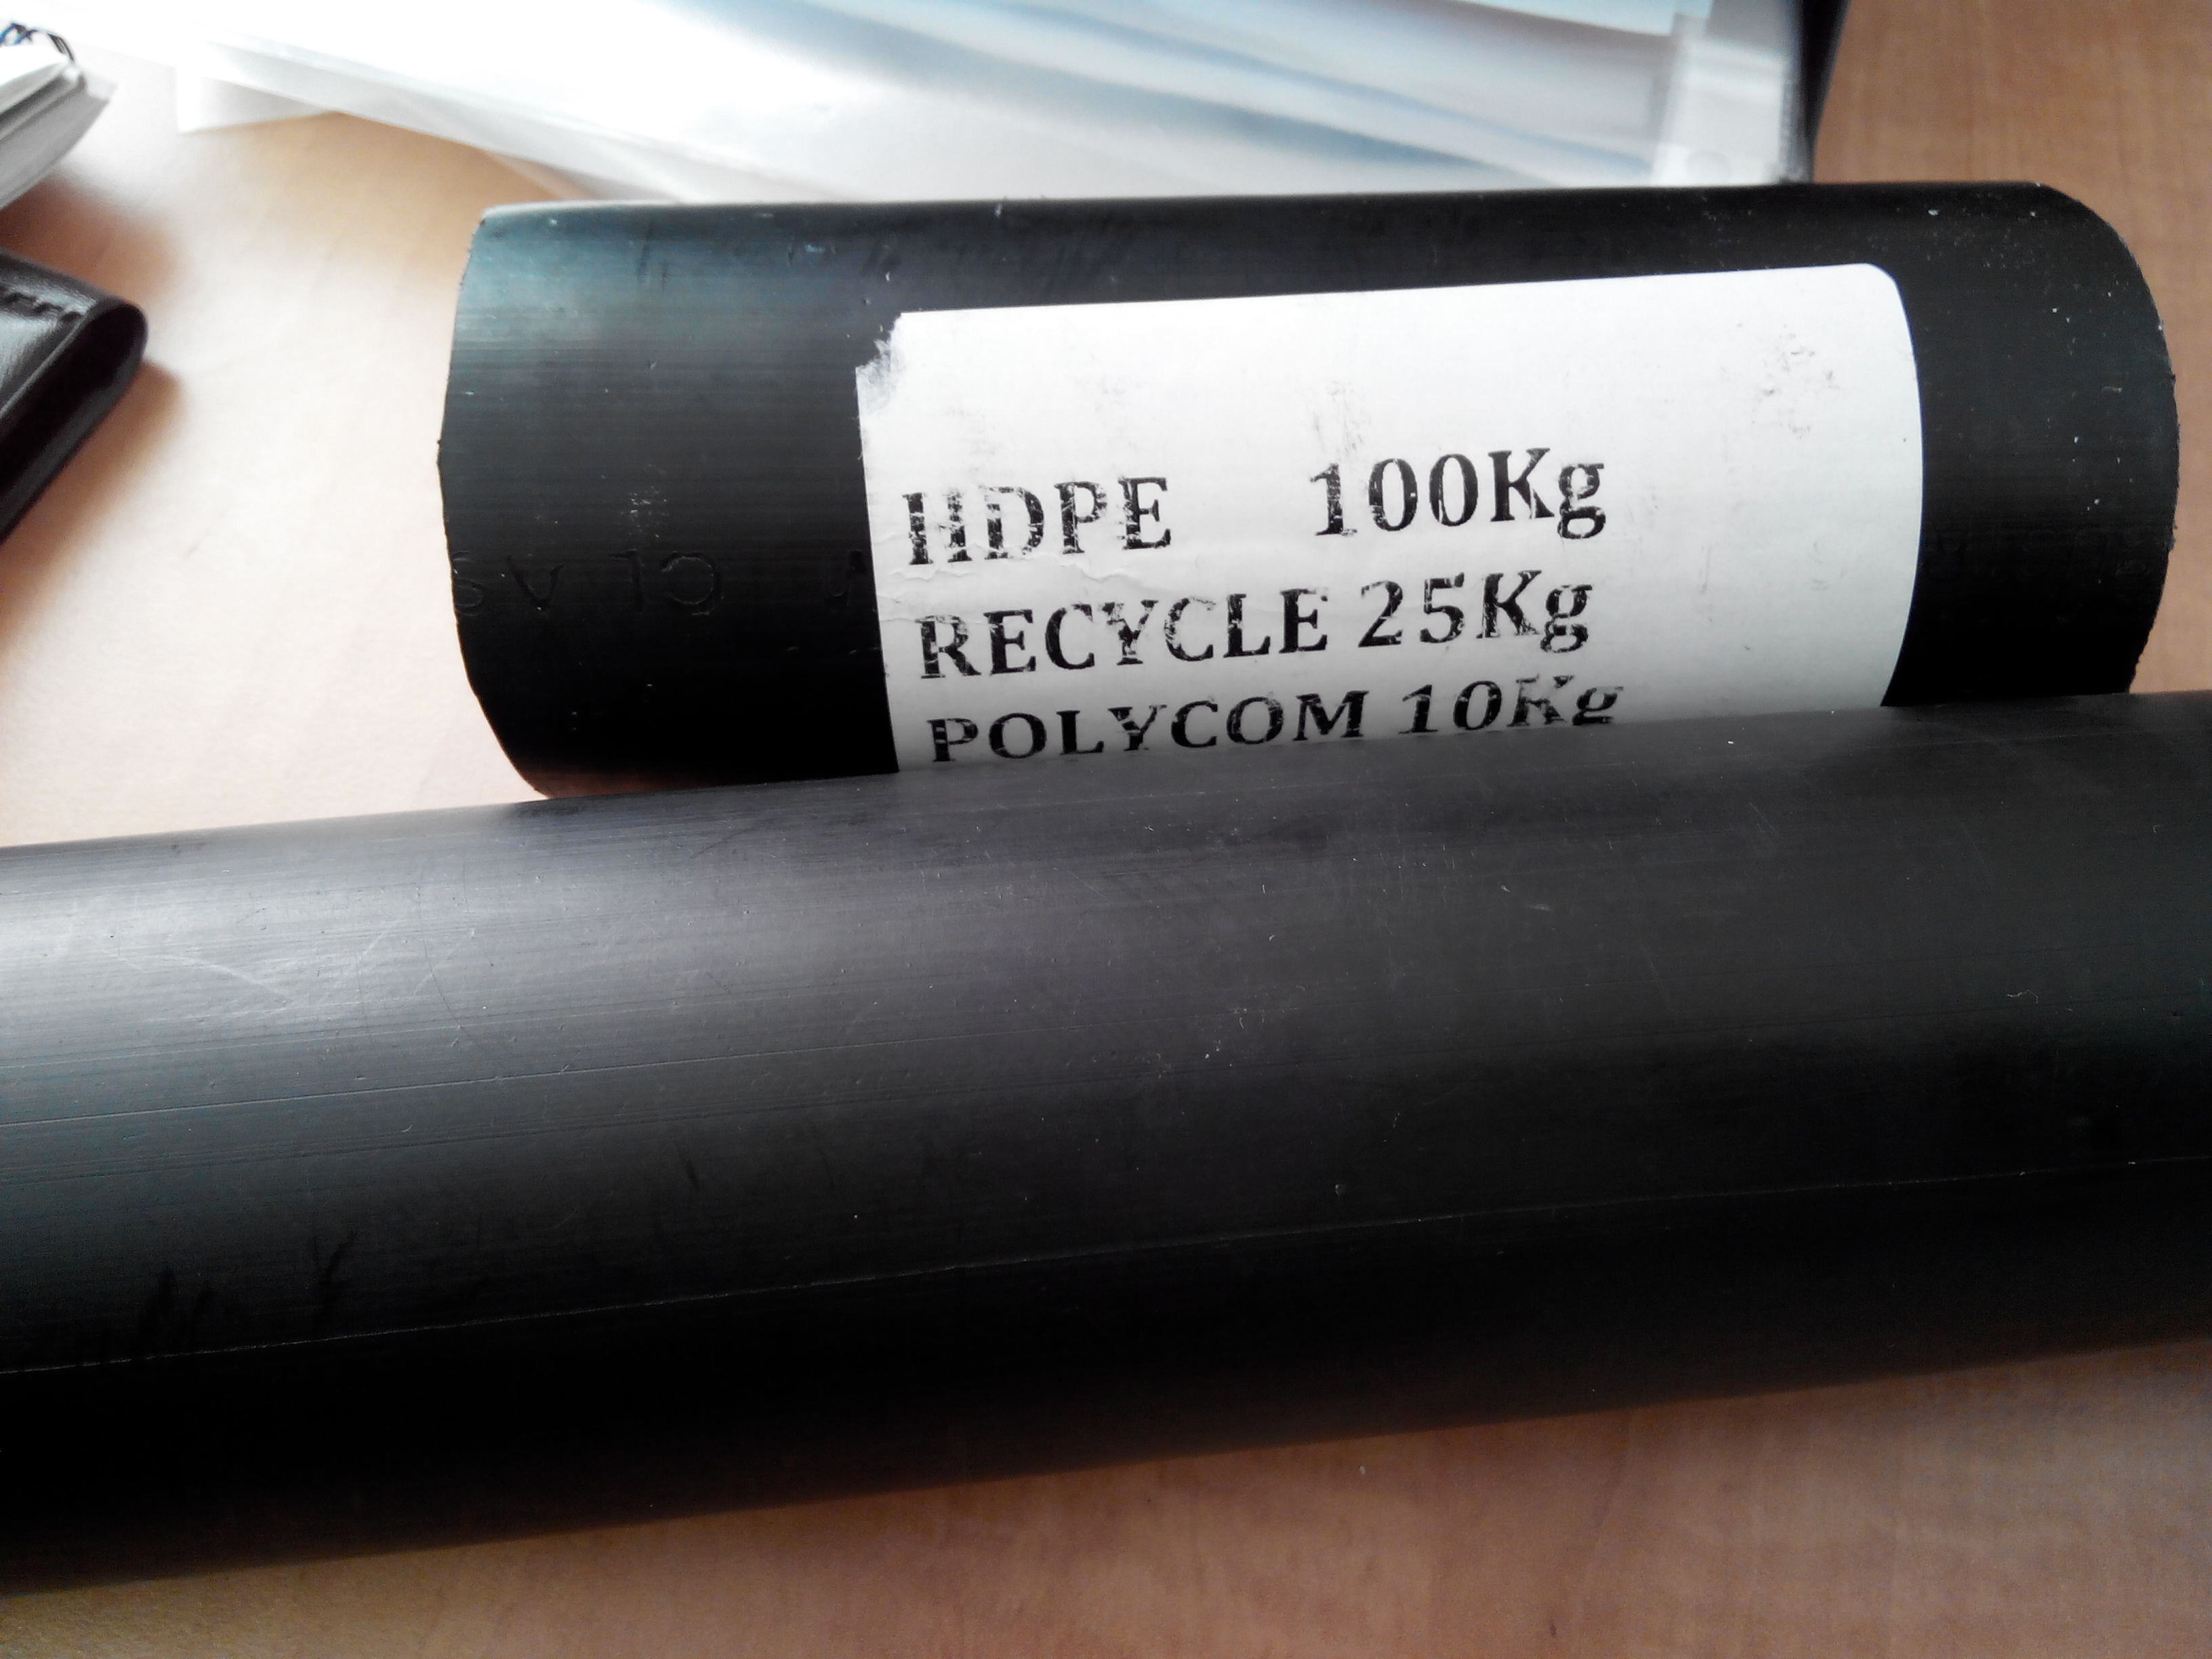 HDPE 100Kg
RECYCLE 25Kg
POLYCOM 10Kg